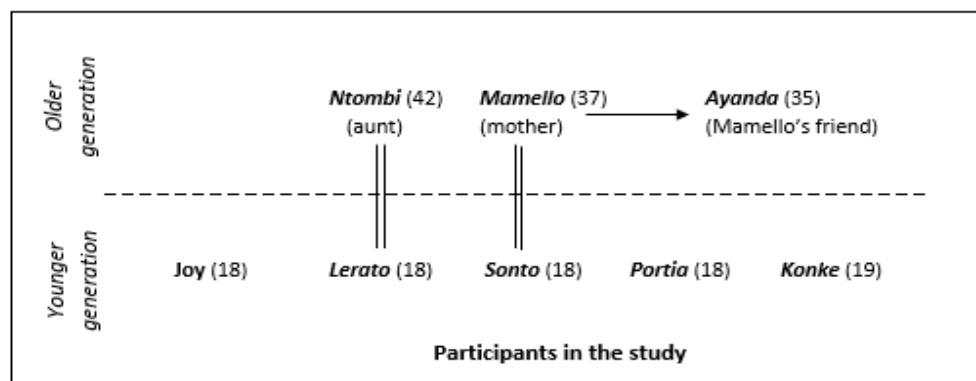 Older
generation
Ntombi (42)
(aunt)
Mamello (37)
(mother)
Ayanda (35)
(Mamello's friend)
Younger
generation
Joy (18)
Lerato (18)
Sonto (18)
Portia (18)
Konke (19)
Participants in the study